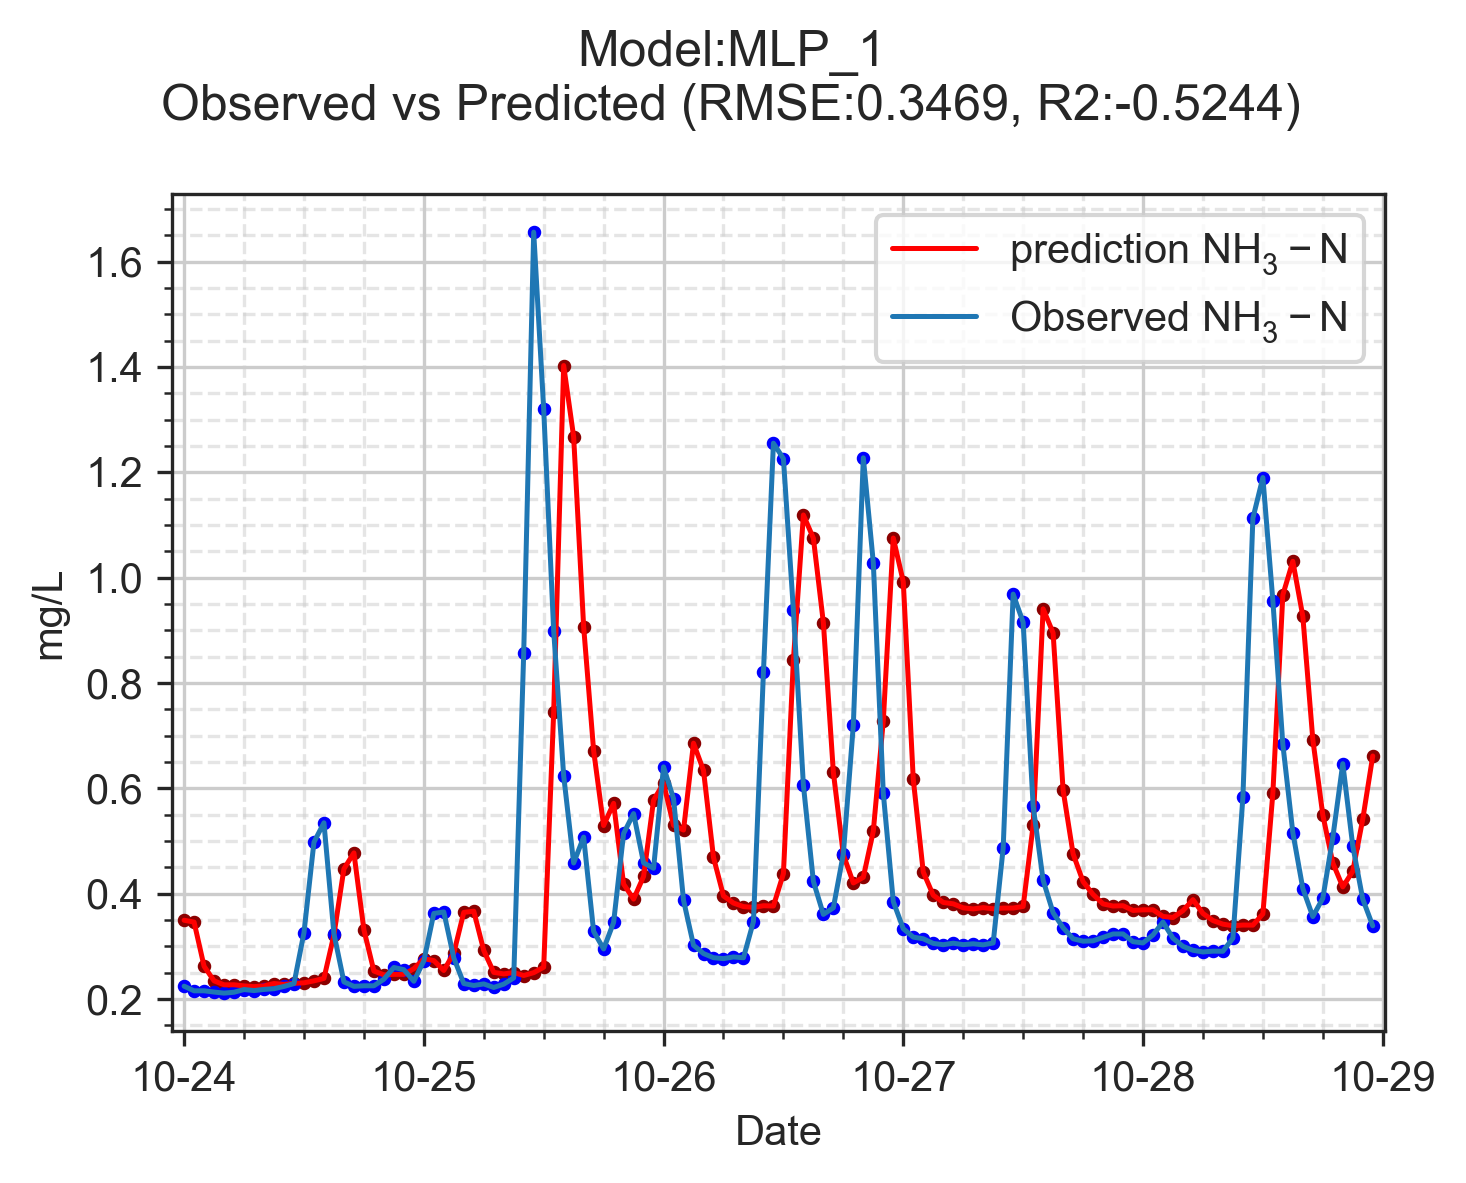 Model:MLP_1
Observed vs Predicted (RMSE:0.3469, R2:-0.5244)
prediction NH₃ − N
Observed NH₃ − N
1.6
1.4
1.2
1.0
0.8
0.6
0.4
0.2
mg/L
10-24 10-25 10-26 10-27 10-28 10-29
Date